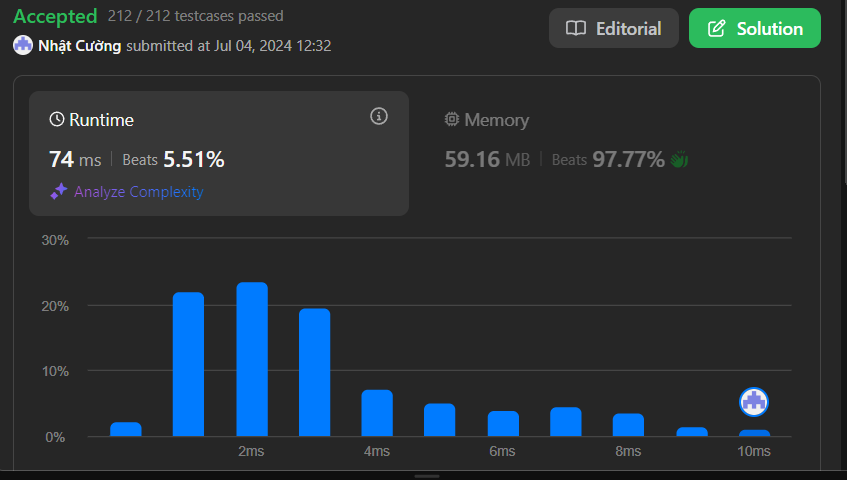 Accepted 212 / 212 testcases passed
Nhật Cường submitted at Jul 04, 2024 12:32
Editorial
Solution
Runtime
74 ms | Beats 5.51%
Analyze Complexity
Memory
59.16 MB | Beats 97.77%
30%
20%
10%
0%
2ms 4ms 6ms 8ms 10ms